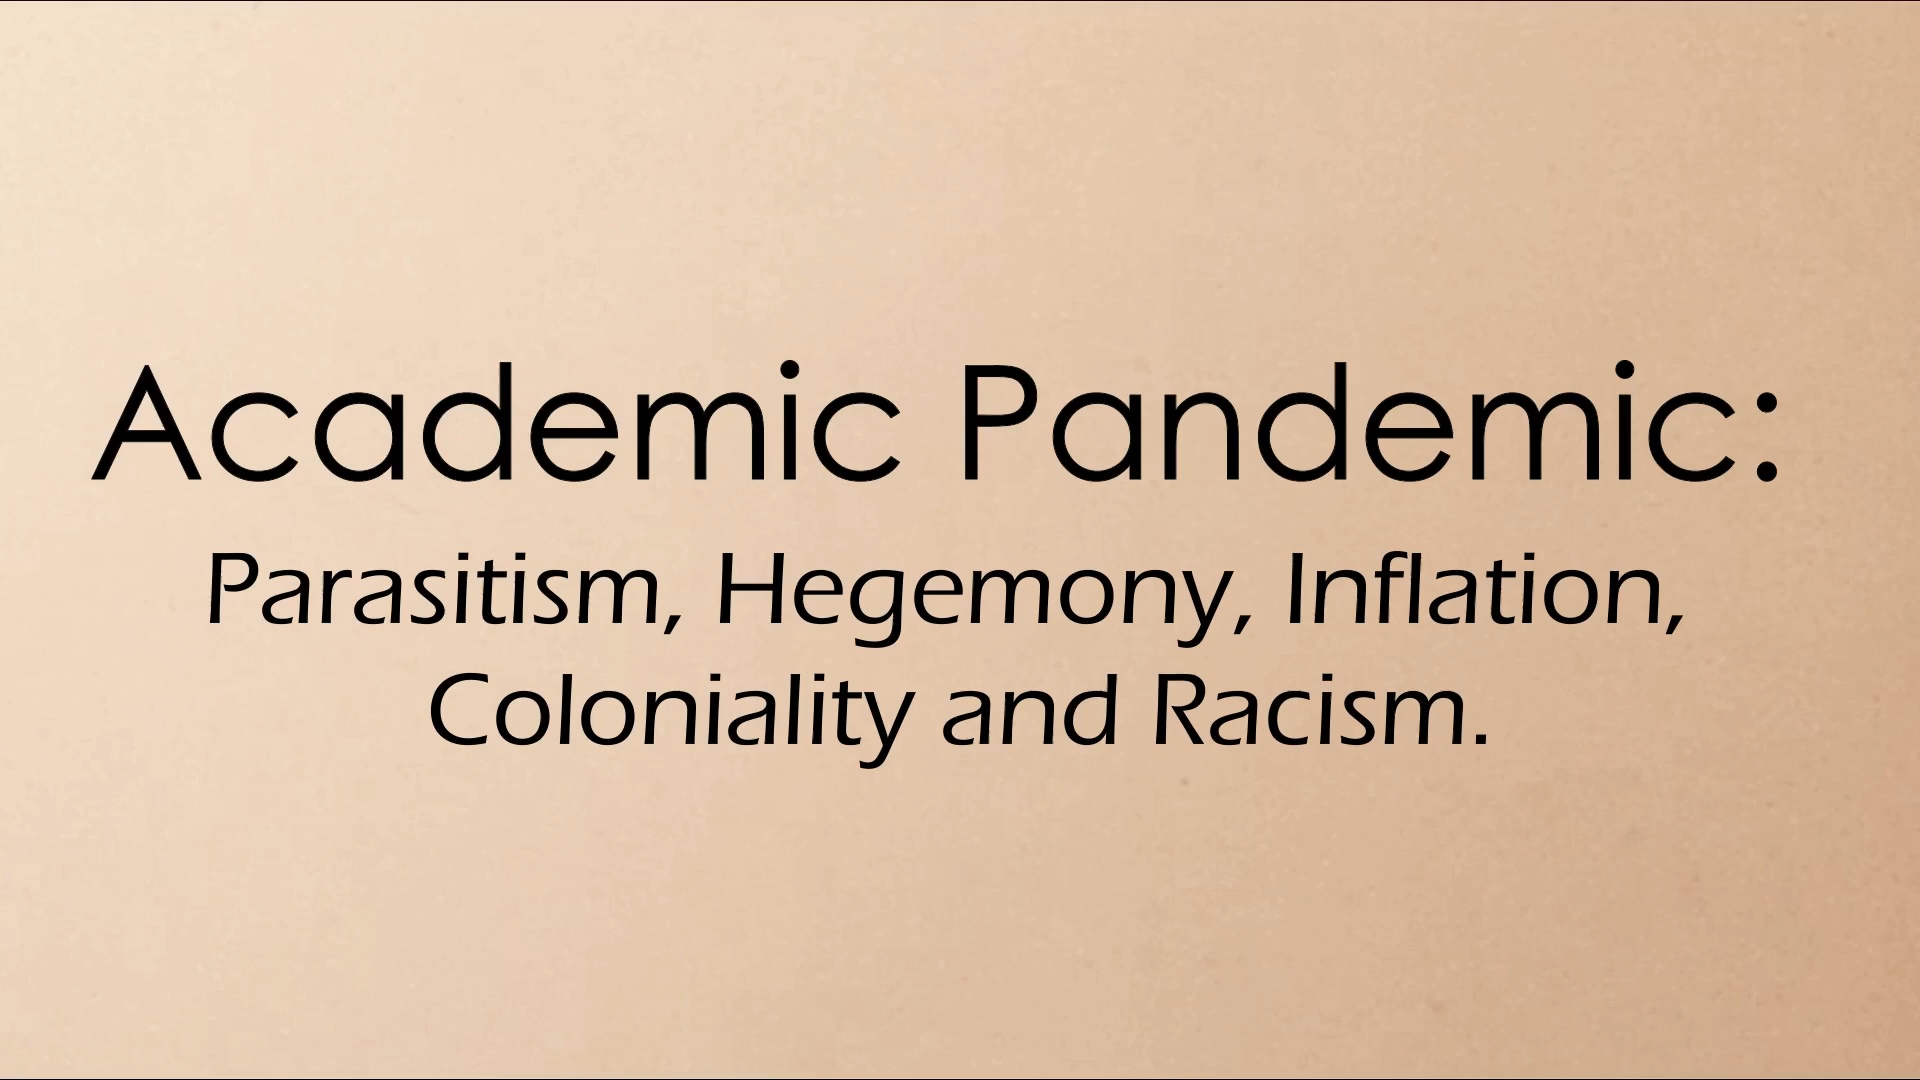 Academic Pandemic:
Parasitism, Hegemony, Inflation,
Coloniality and Racism.